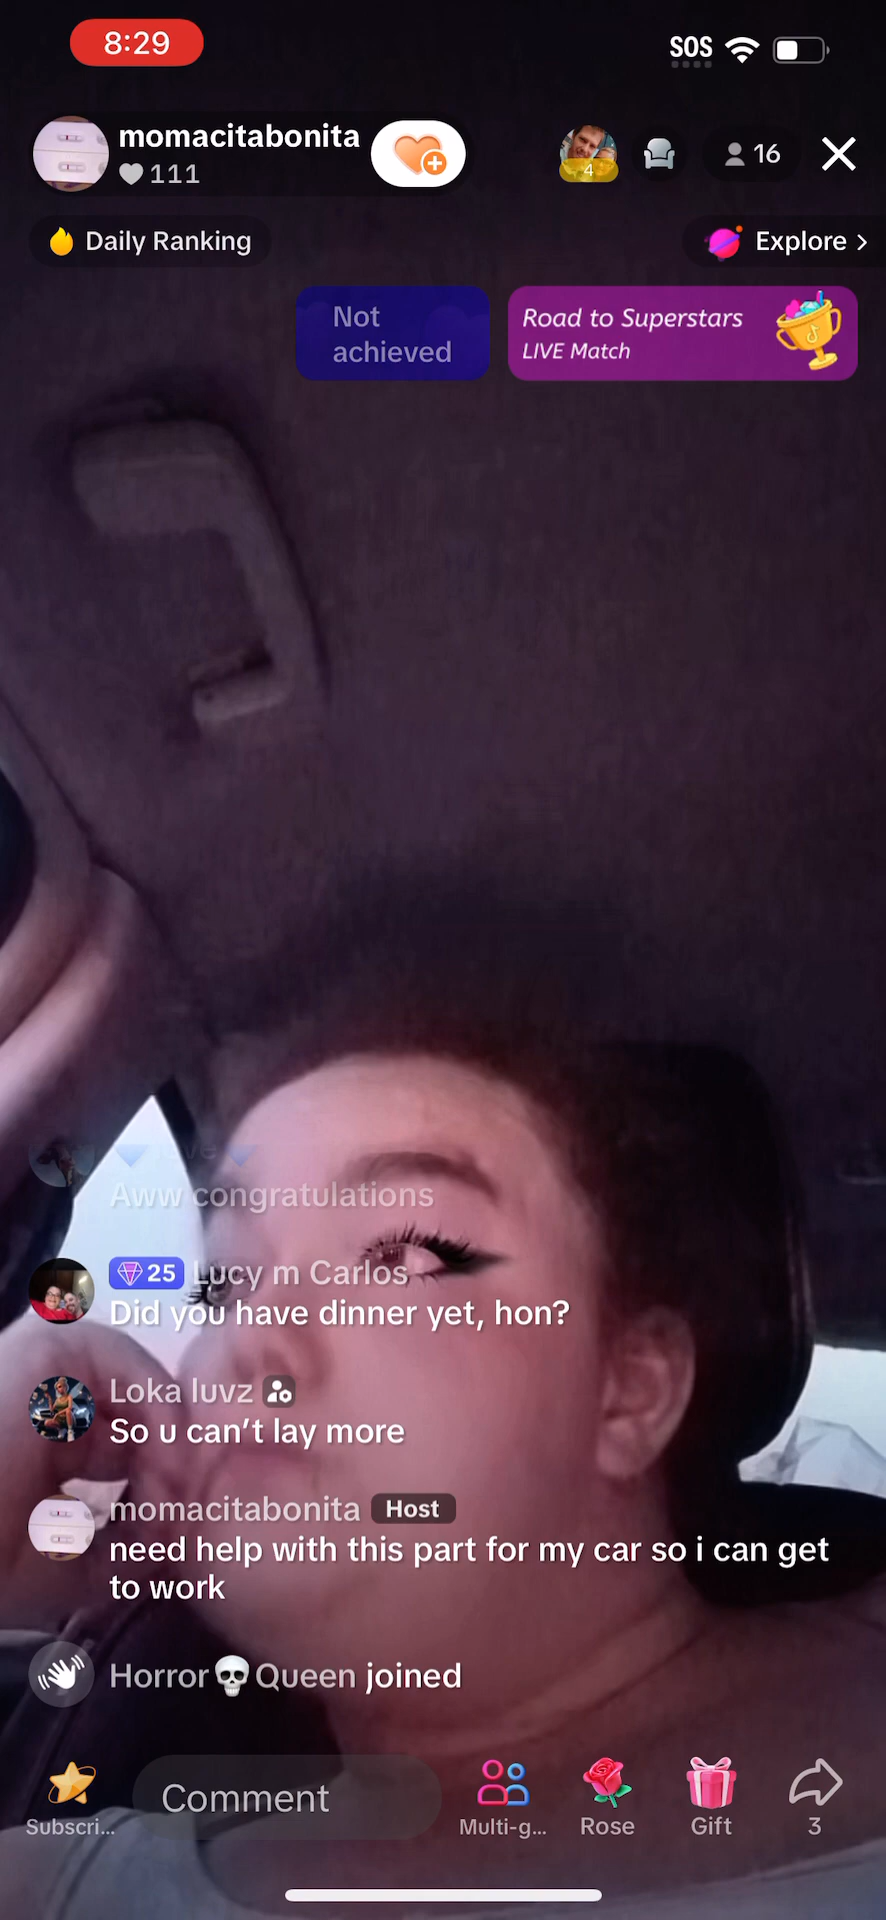 8:29
SOS
momacitabonita
111
4
16
Daily Ranking
Explore >
Not
achieved
Road to Superstars
LIVE Match
Aww congratulations
25 Lucy m Carlos
Did you have dinner yet, hon?
Loka luvz
So u can’t lay more
momacitabonita Host
need help with this part for my car so i can get
to work
Horror💀Queen joined
Comment
Subscri...
Multi-g...
Rose
Gift
3